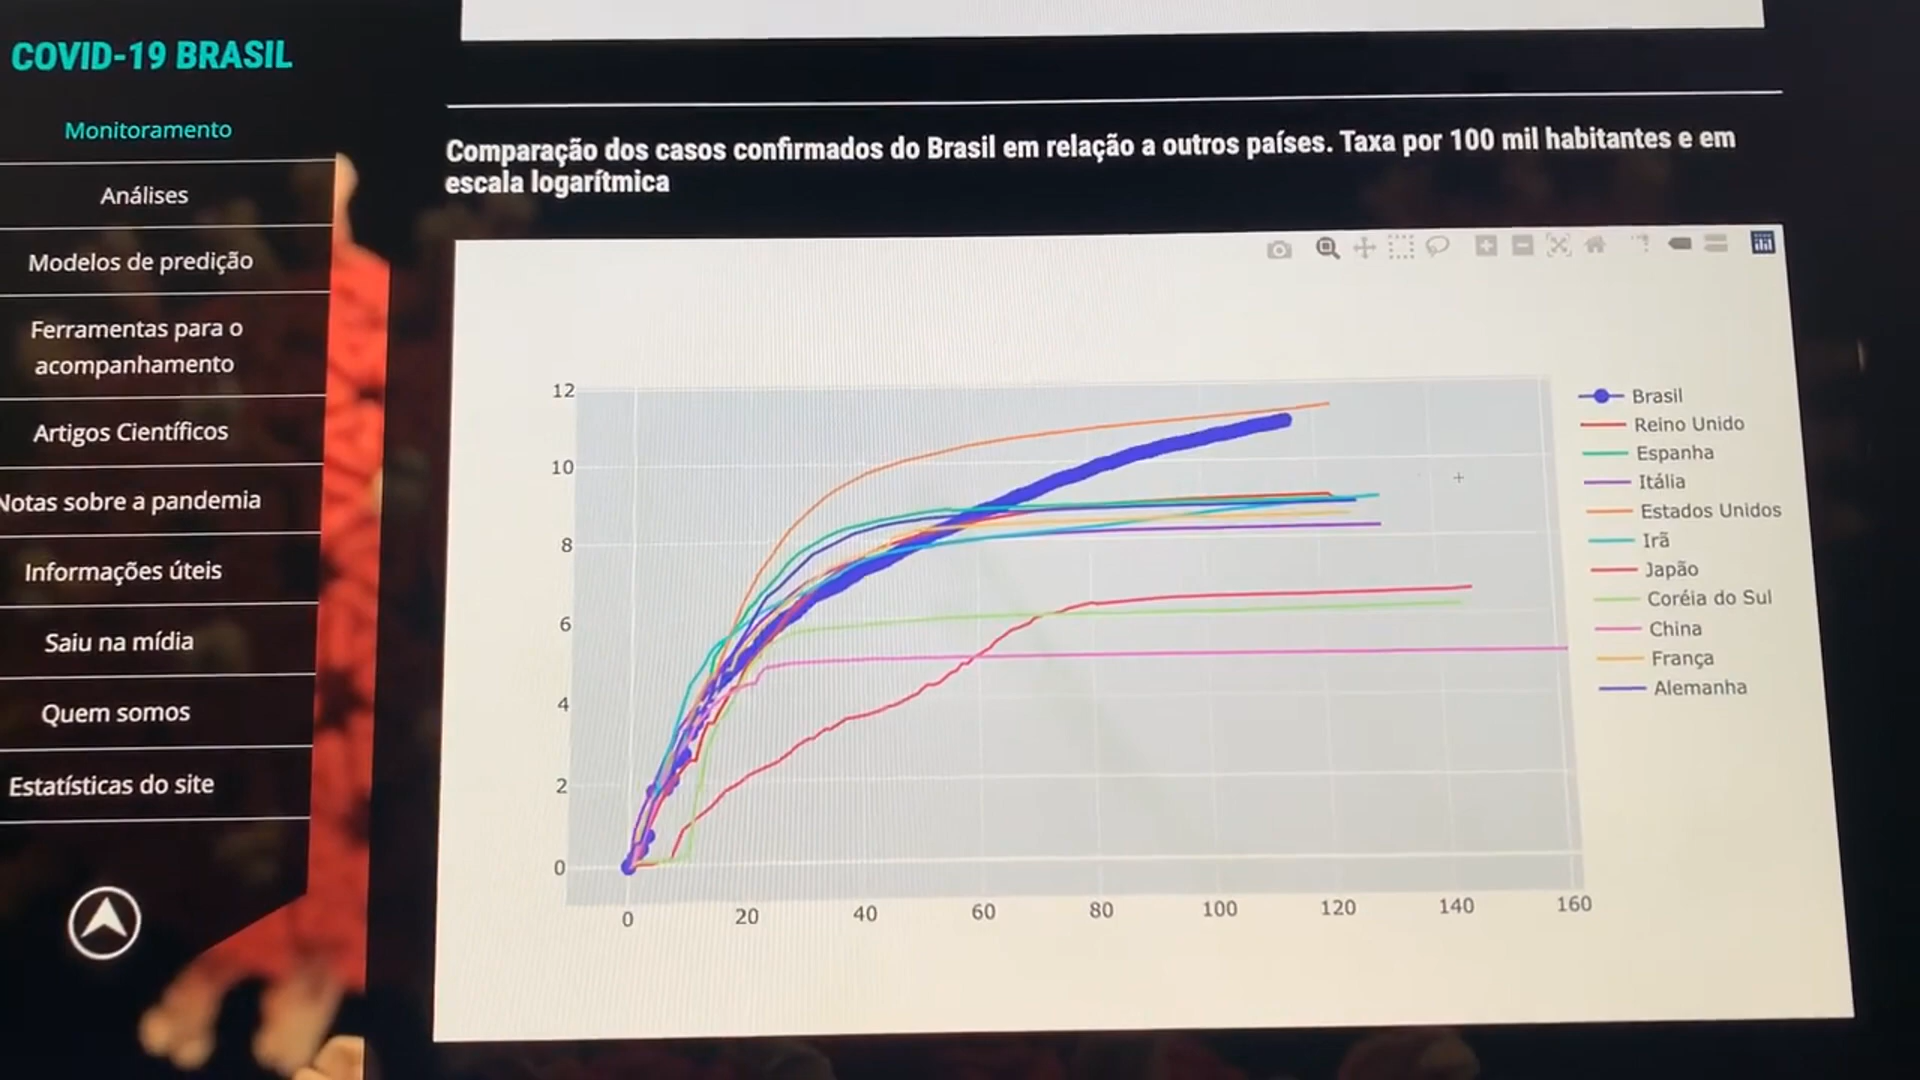 COVID-19 BRASIL
Monitoramento
Análises
Modelos de predição
Ferramentas para o
acompanhamento
Artigos Científicos
Notas sobre a pandemia
Informações úteis
Saiu na mídia
Quem somos
Estatísticas do site
Comparação dos casos confirmados do Brasil em relação a outros países. Taxa por 100 mil habitantes e em
escala logarítmica
12
10
8
6
4
2
0
0 20 40 60 80 100 120 140 160
Brasil
Reino Unido
Espanha
Itália
Estados Unidos
Irã
Japão
Coréia do Sul
China
França
Alemanha